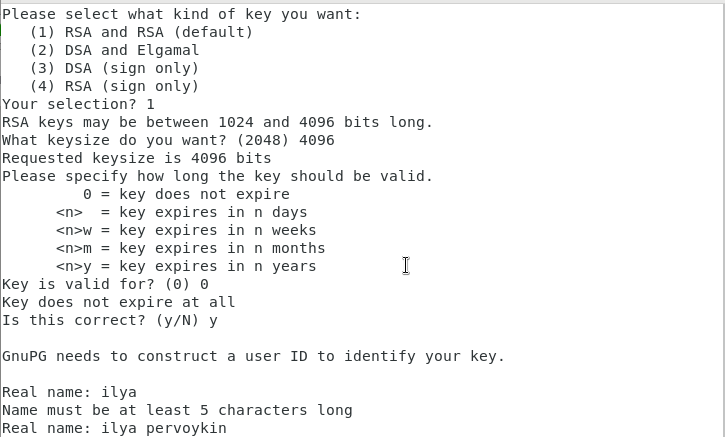 Please select what kind of key you want:
   (1) RSA and RSA (default)
   (2) DSA and Elgamal
   (3) DSA (sign only)
   (4) RSA (sign only)
Your selection? 1
RSA keys may be between 1024 and 4096 bits long.
What keysize do you want? (2048) 4096
Requested keysize is 4096 bits
Please specify how long the key should be valid.
         0 = key does not expire
      <n>  = key expires in n days
      <n>w = key expires in n weeks
      <n>m = key expires in n months
      <n>y = key expires in n years
Key is valid for? (0) 0
Key does not expire at all
Is this correct? (y/N) y

GnuPG needs to construct a user ID to identify your key.

Real name: ilya
Name must be at least 5 characters long
Real name: ilya pervoykin